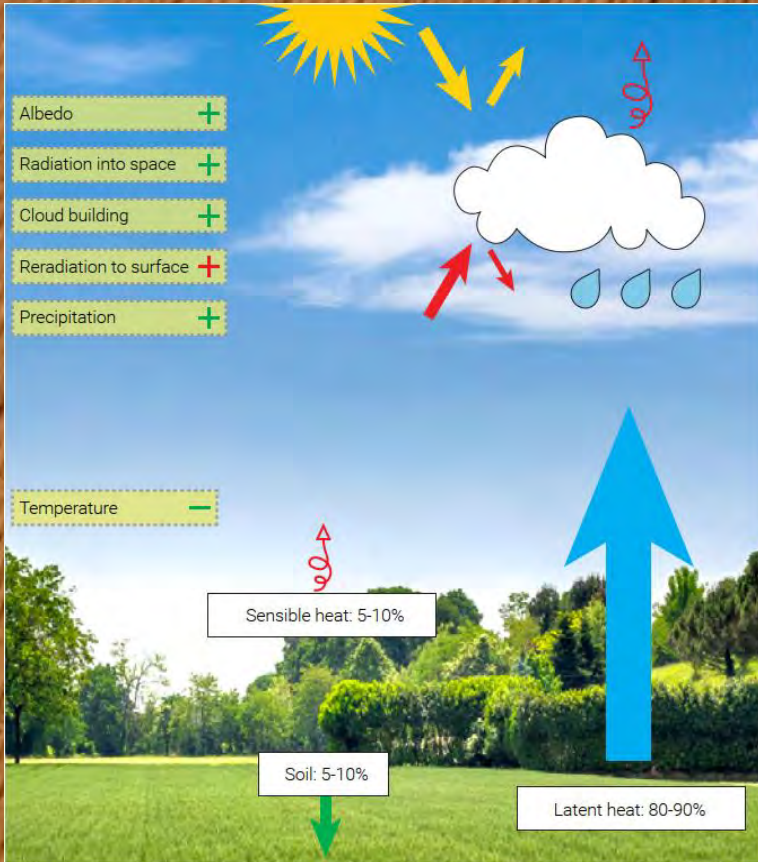 Albedo +
Radiation into space +
Cloud building +
Reradiation to surface +
Precipitation +
Temperature −
Sensible heat: 5-10%
Soil: 5-10%
Latent heat: 80-90%